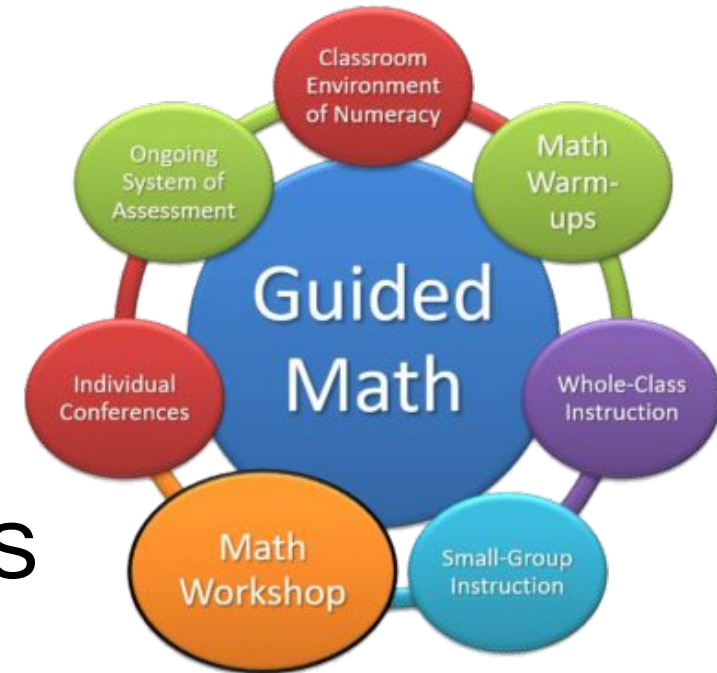 Classroom
Environment
of Numeracy
Math
Warm-
ups
Whole-Class
Instruction
Small-Group
Instruction
Math
Workshop
Individual
Conferences
Ongoing
System of
Assessment
Guided
Math
s